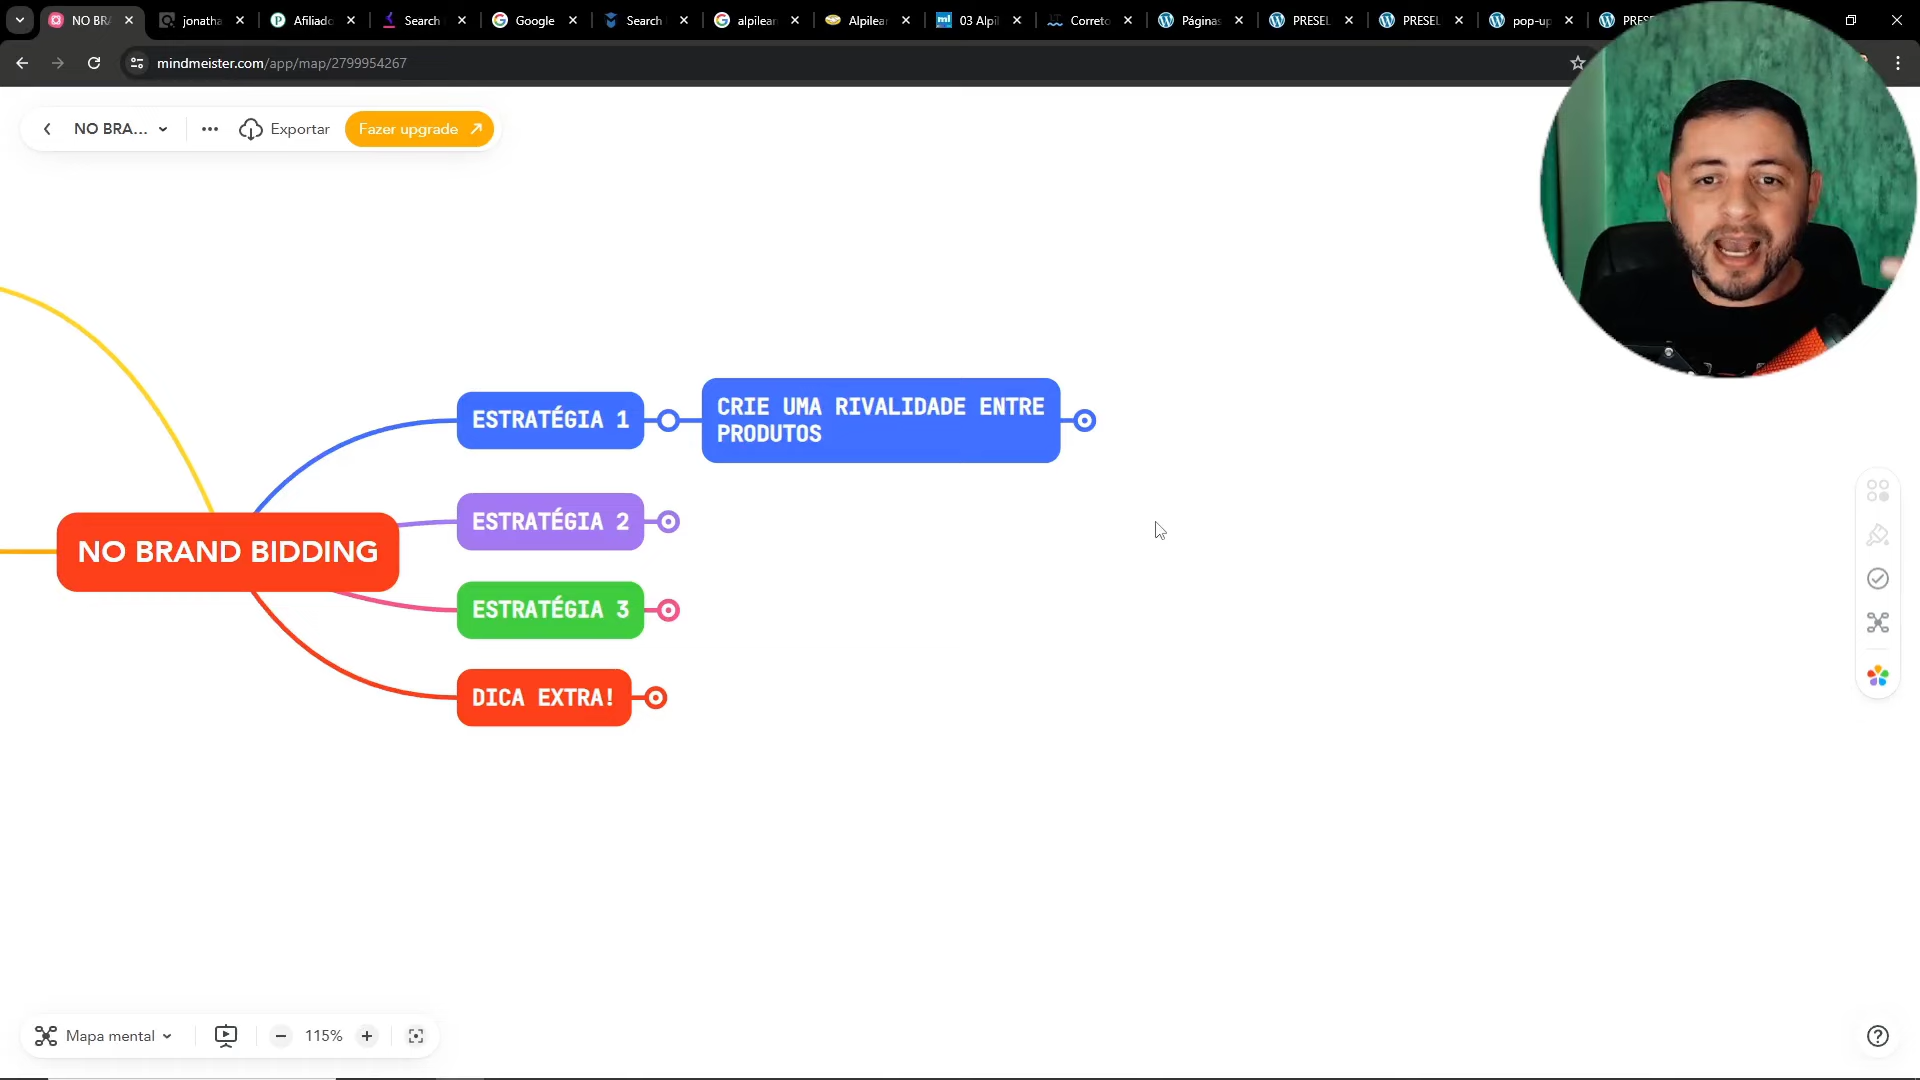 NO BRA
jonatha
Afiliado
Search
Google
Search
alpilear
Alpilear
03 Alpi
Correto
Páginas
PRESEL
PRESEL
pop-up
PRESE
mindmeister.com/app/map/2799954267
NO BRA...
Exportar
Fazer upgrade
ESTRATÉGIA 1
CRIE UMA RIVALIDADE ENTRE
PRODUTOS
ESTRATÉGIA 2
NO BRAND BIDDING
ESTRATÉGIA 3
DICA EXTRA!
Mapa mental
115%